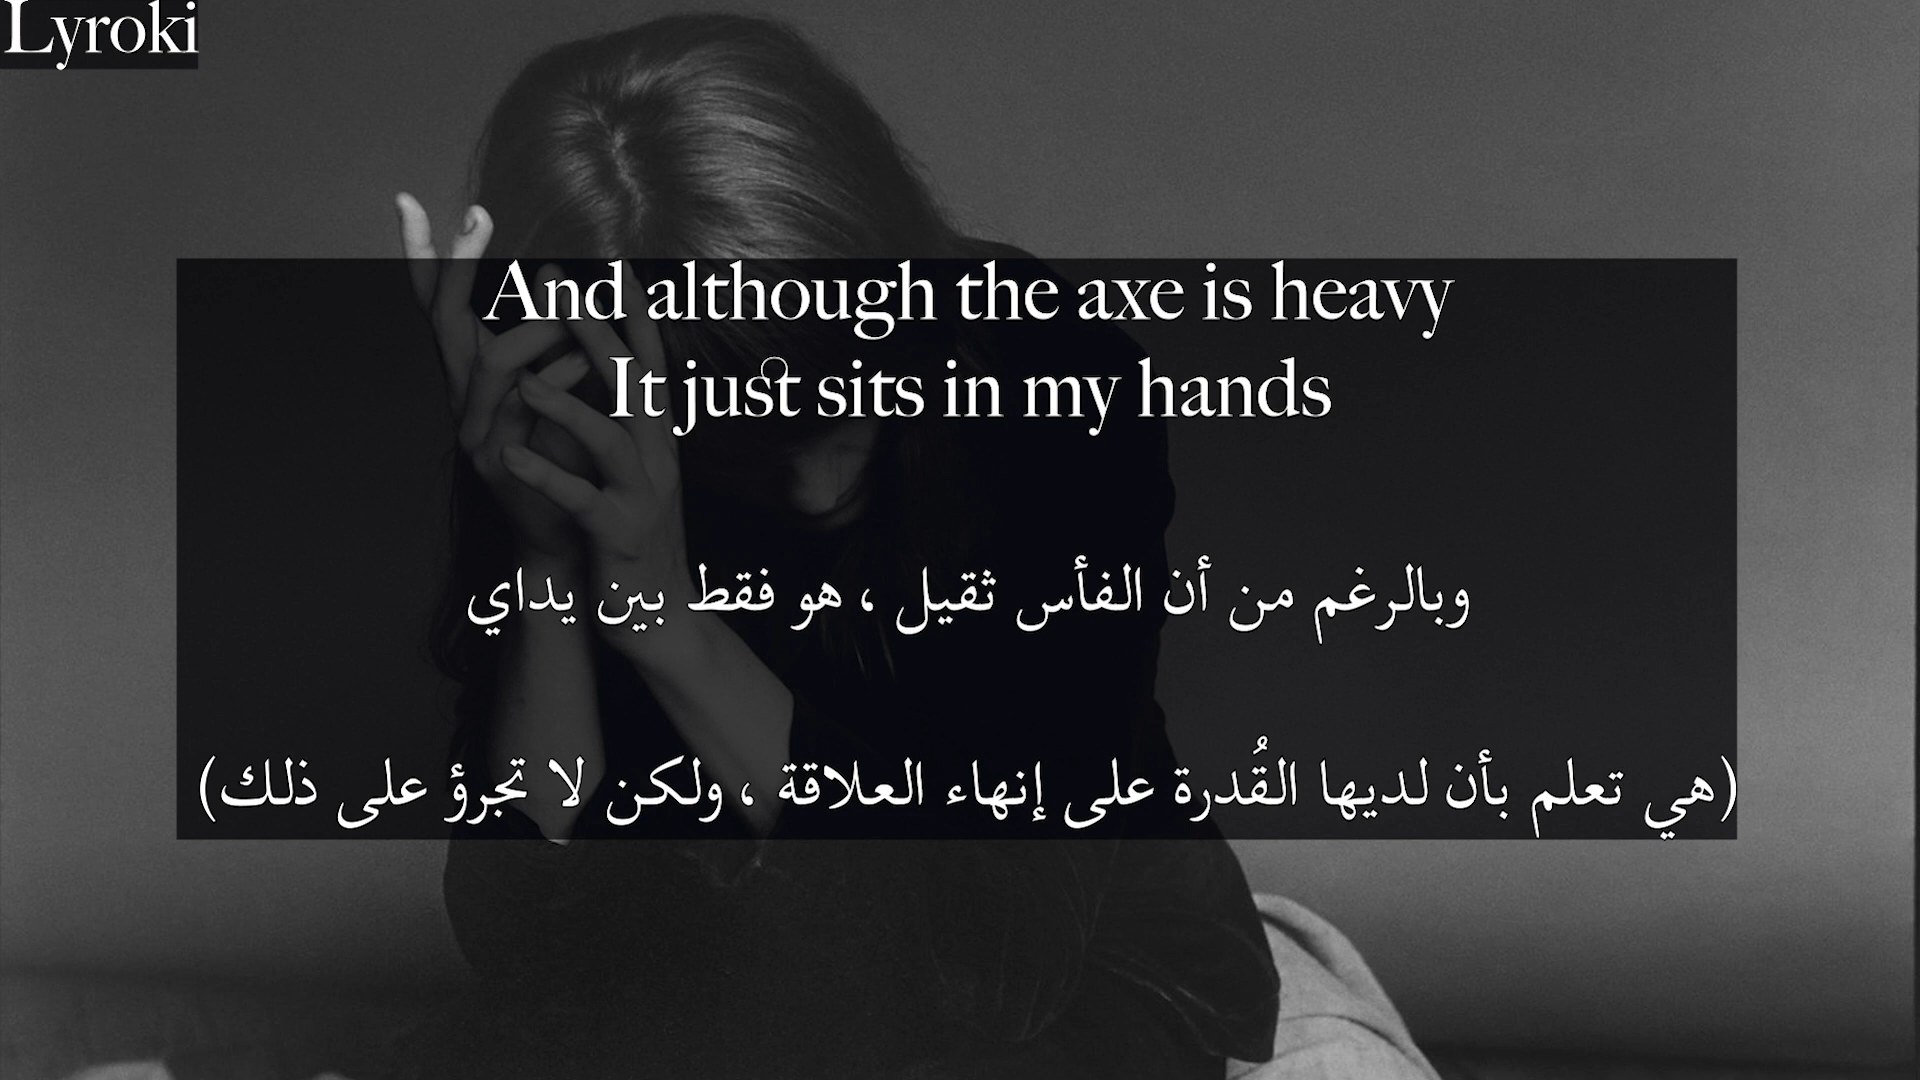 Lyroki
And although the axe is heavy
It just sits in my hands
وبالرغم من أن الفأس ثقيل ، هو فقط بين يداي
(هي تعلم بأن لديها القُدرة على إنهاء العلاقة ، ولكن لا تجرؤ على ذلك)